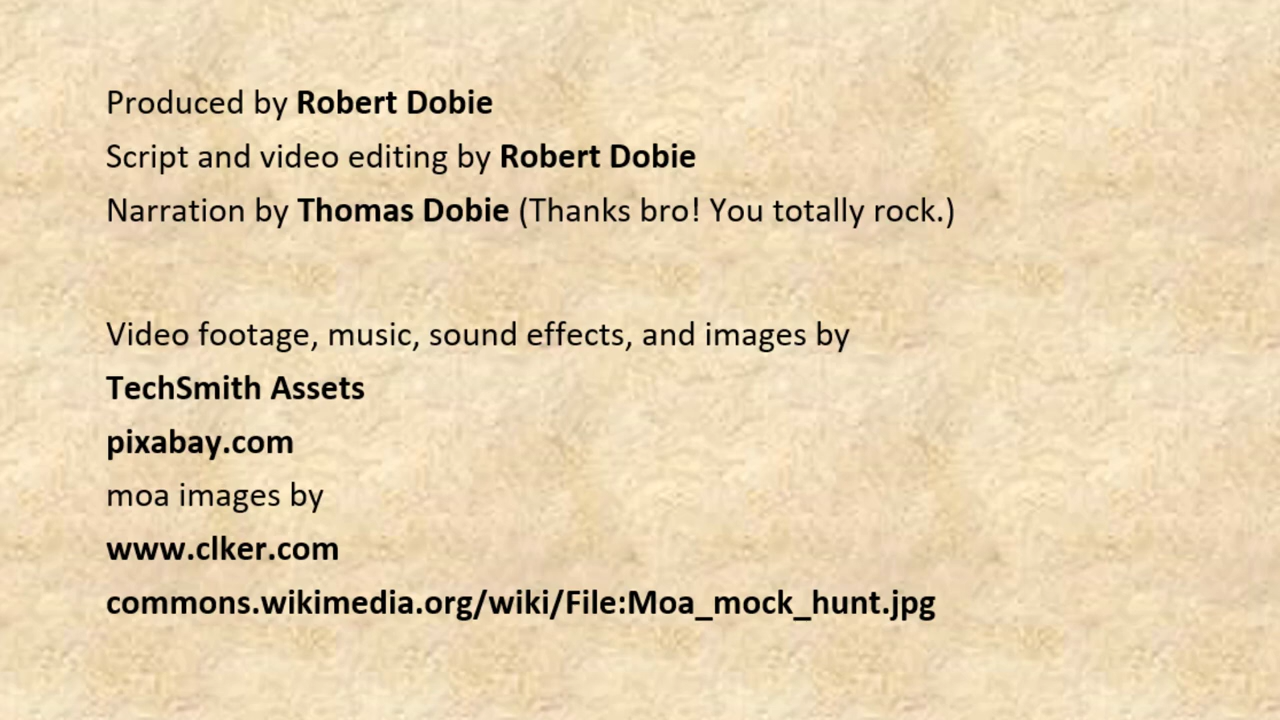 Produced by Robert Dobie
Script and video editing by Robert Dobie
Narration by Thomas Dobie (Thanks bro! You totally rock.)
Video footage, music, sound effects, and images by
TechSmith Assets
pixabay.com
moa images by
www.clker.com
commons.wikimedia.org/wiki/File:Moa_mock_hunt.jpg